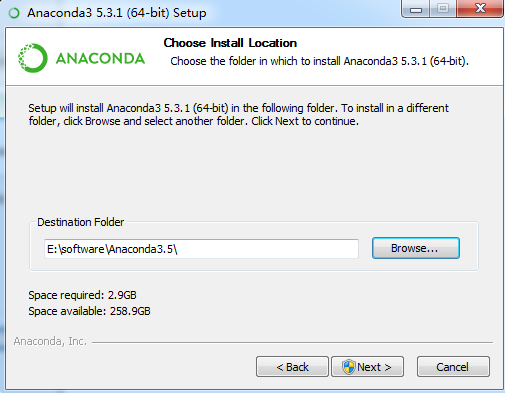 Anaconda3 5.3.1 (64-bit) Setup
ANACONDA
Choose Install Location
Choose the folder in which to install Anaconda3 5.3.1 (64-bit).
Setup will install Anaconda3 5.3.1 (64-bit) in the following folder. To install in a different
folder, click Browse and select another folder. Click Next to continue.
Destination Folder
E:\software\Anaconda3.5\
Browse...
Space required: 2.9GB
Space available: 258.9GB
Anaconda, Inc.
< Back
Next >
Cancel